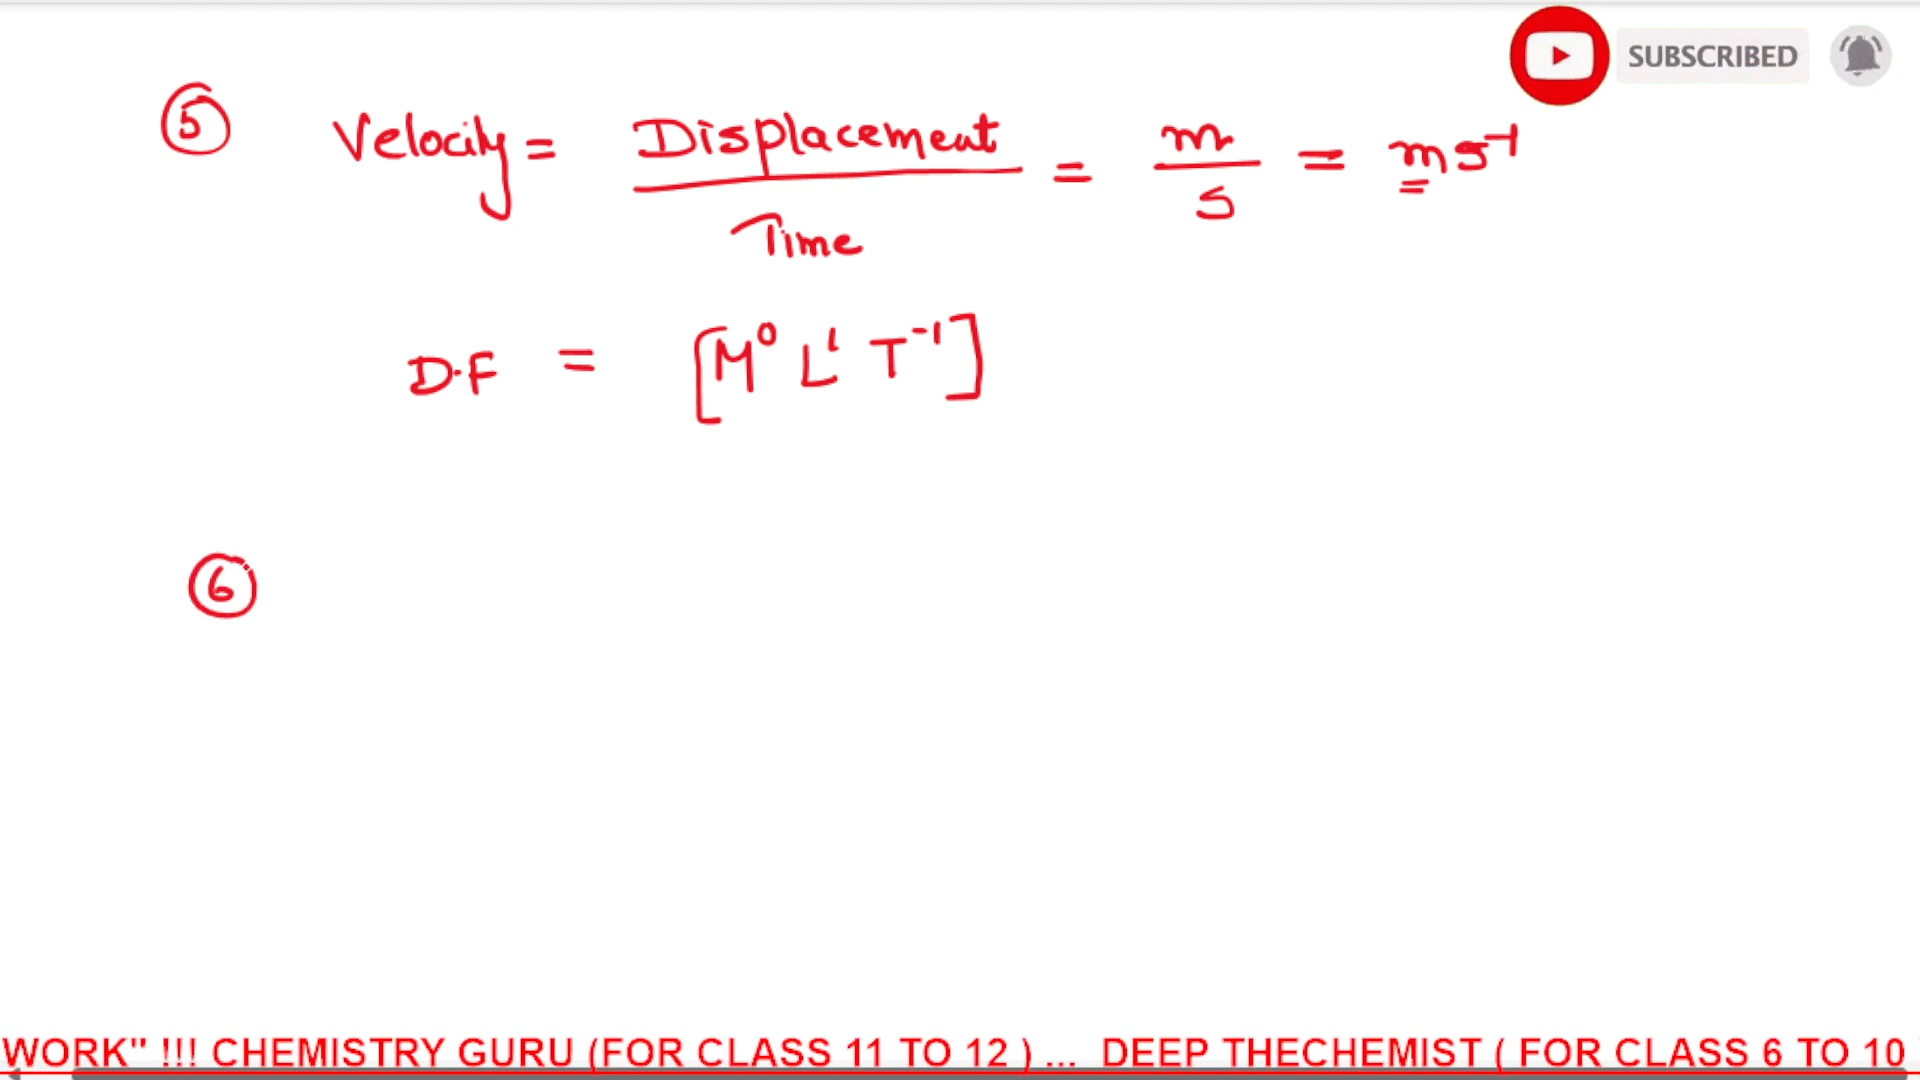 SUBSCRIBED
⑤ Velocity = Displacement / Time = m / s = m s⁻¹
D.F = [M⁰ L¹ T⁻¹]
⑥
WORK" !!! CHEMISTRY GURU (FOR CLASS 11 TO 12 ) ... DEEP THECHEMIST ( FOR CLASS 6 TO 10